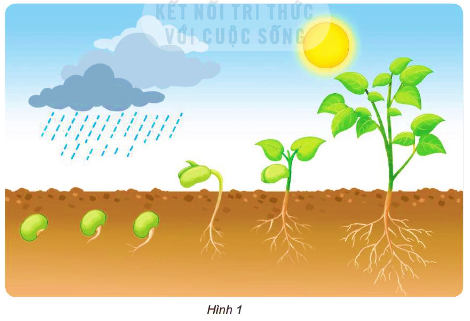 KẾT NỐI TRI THỨC
VỚI CUỘC SỐNG
Hình 1